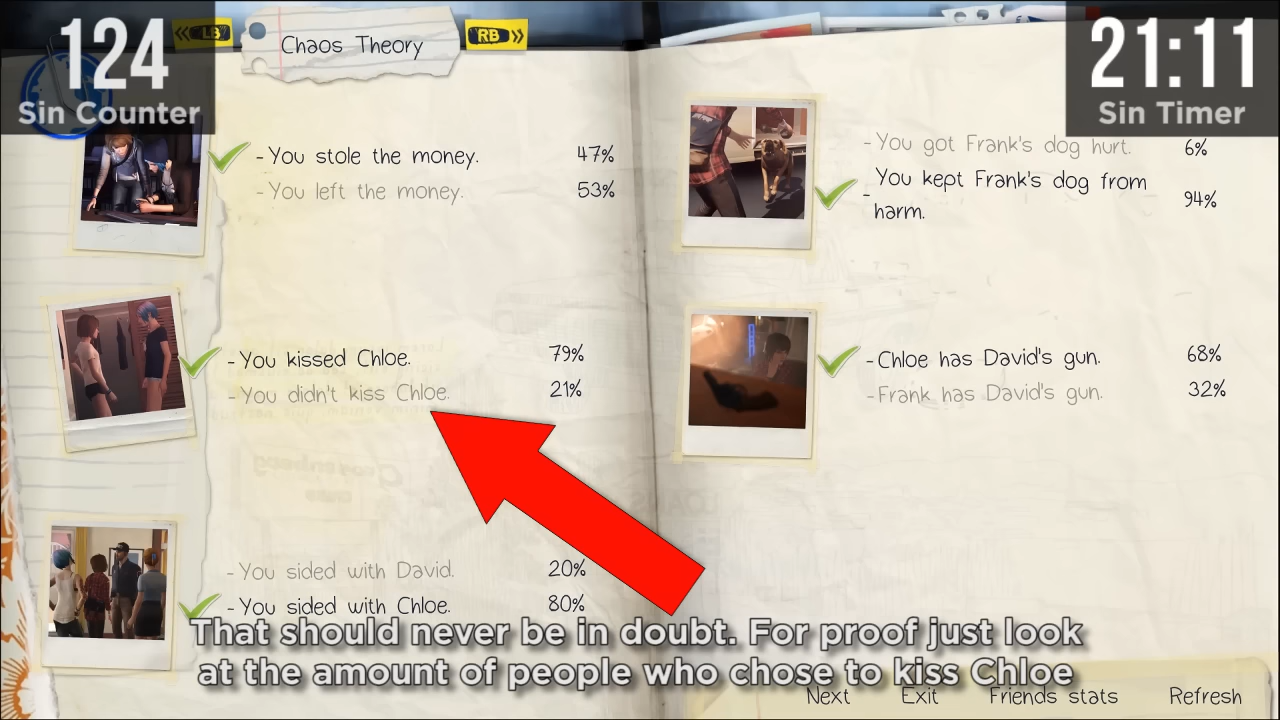 124
Sin Counter
LB
Chaos Theory
RB
21:11
Sin Timer
- You stole the money. 47%
- You left the money. 53%
- You kissed Chloe. 79%
- You didn't kiss Chloe. 21%
- You sided with David. 20%
- You sided with Chloe. 80%
- You got Frank's dog hurt. 6%
- You kept Frank's dog from
harm. 94%
- Chloe has David's gun. 68%
- Frank has David's gun. 32%
That should never be in doubt. For proof just look
at the amount of people who chose to kiss Chloe
Next Exit Friends stats Refresh